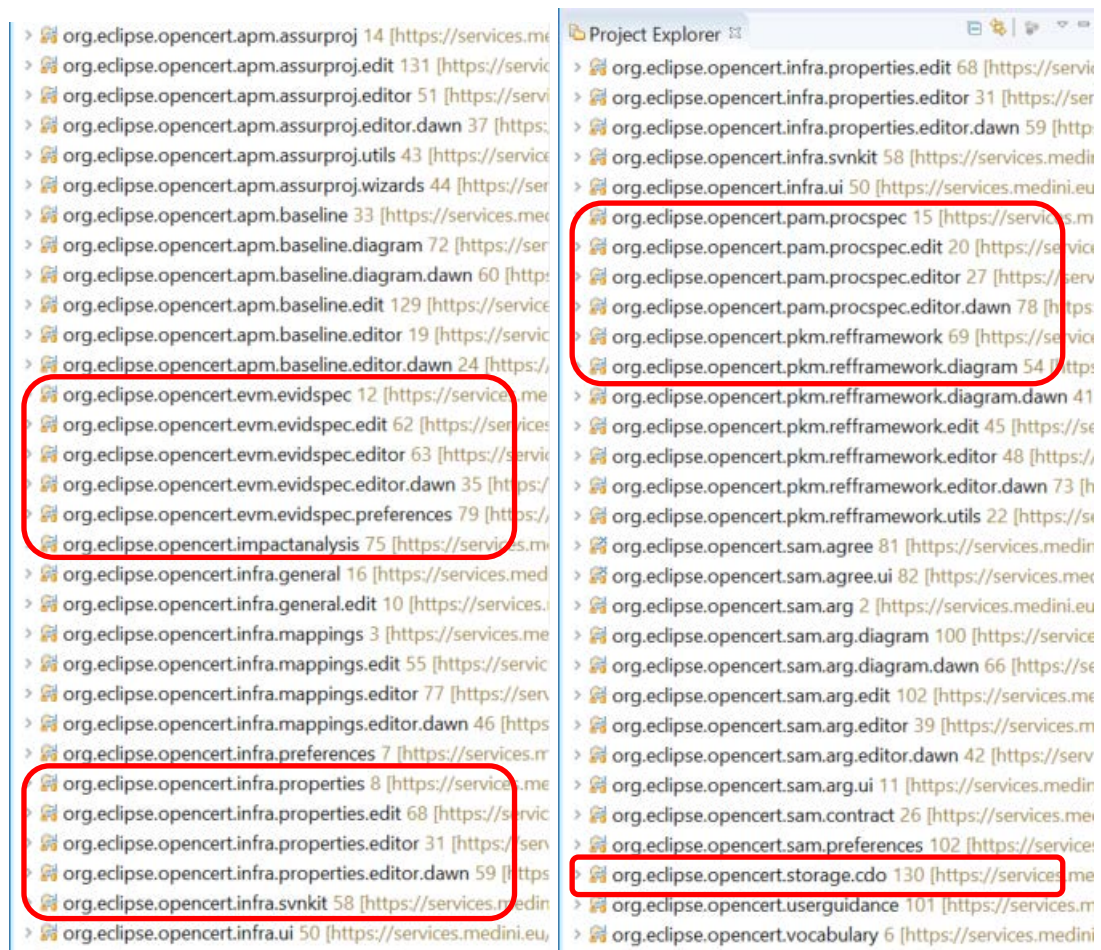 org.eclipse.opencert.apm.assurproj 14 [https://services.me
org.eclipse.opencert.apm.assurproj.edit 131 [https://servic
org.eclipse.opencert.apm.assurproj.editor 51 [https://servi
org.eclipse.opencert.apm.assurproj.editor.dawn 37 [https:
org.eclipse.opencert.apm.assurproj.utils 43 [https://service
org.eclipse.opencert.apm.assurproj.wizards 44 [https://ser
org.eclipse.opencert.apm.baseline 33 [https://services.med
org.eclipse.opencert.apm.baseline.diagram 72 [https://ser
org.eclipse.opencert.apm.baseline.diagram.dawn 60 [http:
org.eclipse.opencert.apm.baseline.edit 129 [https://service
org.eclipse.opencert.apm.baseline.editor 19 [https://servic
org.eclipse.opencert.apm.baseline.editor.dawn 24 [https:/
org.eclipse.opencert.evm.evidspec 12 [https://services.me
org.eclipse.opencert.evm.evidspec.edit 62 [https://services
org.eclipse.opencert.evm.evidspec.editor 63 [https://servic
org.eclipse.opencert.evm.evidspec.editor.dawn 35 [https:/
org.eclipse.opencert.evm.evidspec.preferences 79 [https:/
org.eclipse.opencert.impactanalysis 75 [https://services.m
org.eclipse.opencert.infra.general 16 [https://services.med
org.eclipse.opencert.infra.general.edit 10 [https://services.
org.eclipse.opencert.infra.mappings 3 [https://services.me
org.eclipse.opencert.infra.mappings.edit 55 [https://servic
org.eclipse.opencert.infra.mappings.editor 77 [https://serv
org.eclipse.opencert.infra.mappings.editor.dawn 46 [https
org.eclipse.opencert.infra.preferences 7 [https://services.m
org.eclipse.opencert.infra.properties 8 [https://services.me
org.eclipse.opencert.infra.properties.edit 68 [https://servic
org.eclipse.opencert.infra.properties.editor 31 [https://serv
org.eclipse.opencert.infra.properties.editor.dawn 59 [https
org.eclipse.opencert.infra.svnkit 58 [https://services.medin
org.eclipse.opencert.infra.ui 50 [https://services.medini.eu,
Project Explorer
org.eclipse.opencert.infra.properties.edit 68 [https://servic
org.eclipse.opencert.infra.properties.editor 31 [https://ser
org.eclipse.opencert.infra.properties.editor.dawn 59 [http
org.eclipse.opencert.infra.svnkit 58 [https://services.medi
org.eclipse.opencert.infra.ui 50 [https://services.medini.eu
org.eclipse.opencert.pam.procspec 15 [https://services.m
org.eclipse.opencert.pam.procspec.edit 20 [https://service
org.eclipse.opencert.pam.procspec.editor 27 [https://serv
org.eclipse.opencert.pam.procspec.editor.dawn 78 [https:
org.eclipse.opencert.pkm.refframework 69 [https://service
org.eclipse.opencert.pkm.refframework.diagram 54 [https
org.eclipse.opencert.pkm.refframework.diagram.dawn 41
org.eclipse.opencert.pkm.refframework.edit 45 [https://se
org.eclipse.opencert.pkm.refframework.editor 48 [https:/
org.eclipse.opencert.pkm.refframework.editor.dawn 73 [h
org.eclipse.opencert.pkm.refframework.utils 22 [https://se
org.eclipse.opencert.sam.agree 81 [https://services.medin
org.eclipse.opencert.sam.agree.ui 82 [https://services.med
org.eclipse.opencert.sam.arg 2 [https://services.medini.eu
org.eclipse.opencert.sam.arg.diagram 100 [https://service
org.eclipse.opencert.sam.arg.diagram.dawn 66 [https://se
org.eclipse.opencert.sam.arg.edit 102 [https://services.me
org.eclipse.opencert.sam.arg.editor 39 [https://services.m
org.eclipse.opencert.sam.arg.editor.dawn 42 [https://serv
org.eclipse.opencert.sam.arg.ui 11 [https://services.medin
org.eclipse.opencert.sam.contract 26 [https://services.me
org.eclipse.opencert.sam.preferences 102 [https://services
org.eclipse.opencert.storage.cdo 130 [https://services.me
org.eclipse.opencert.userguidance 101 [https://services.m
org.eclipse.opencert.vocabulary 6 [https://services.medini